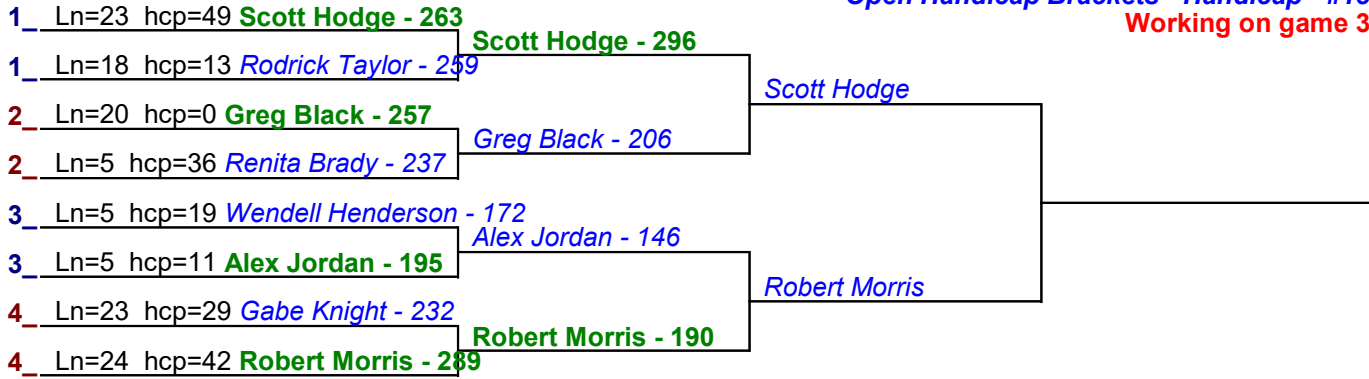 Open Handicap Brackets Handicap
Working on game 3
1_ Ln=23 hcp=49 Scott Hodge - 263
Scott Hodge - 296
1_ Ln=18 hcp=13 Rodrick Taylor - 259
Scott Hodge
2_ Ln=20 hcp=0 Greg Black - 257
Greg Black - 206
2_ Ln=5 hcp=36 Renita Brady - 237
3_ Ln=5 hcp=19 Wendell Henderson - 172
Alex Jordan - 146
3_ Ln=5 hcp=11 Alex Jordan - 195
Robert Morris
4_ Ln=23 hcp=29 Gabe Knight - 232
Robert Morris - 190
4_ Ln=24 hcp=42 Robert Morris - 289